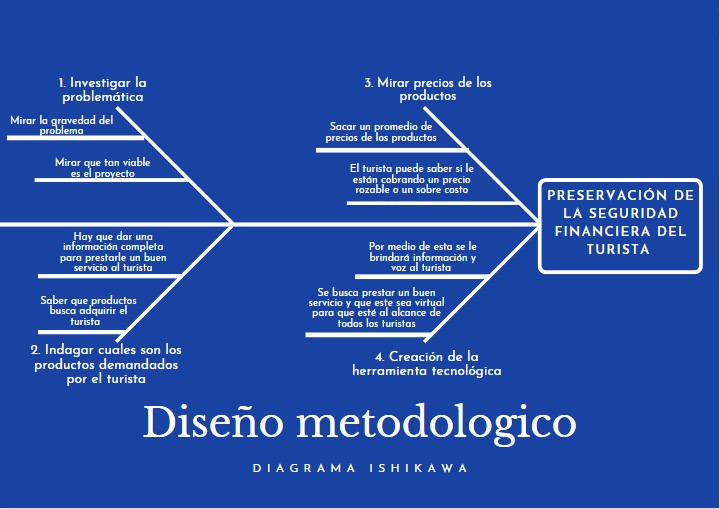 1. Investigar la
problemática
Mirar la gravedad del
problema
Mirar que tan viable
es el proyecto
3. Mirar precios de los
productos
Sacar un promedio de
precios de los productos
El turista puede saber si le
están cobrando un precio
razable o un sobre costo
PRESERVACIÓN DE
LA SEGURIDAD
FINANCIERA DEL
TURISTA
Hay que dar una
información completa
para prestarle un buen
servicio al turista
Saber que productos
busca adquirir el
turista
2. Indagar cuales son los
productos demandados
por el turista
Por medio de esta se le
brindará información y
voz al turista
Se busca prestar un buen
servicio y que este sea virtual
para que esté al alcance de
todos los turistas
4. Creación de la
herramienta tecnológica
Diseño metodologico
DIAGRAMA ISHIKAWA